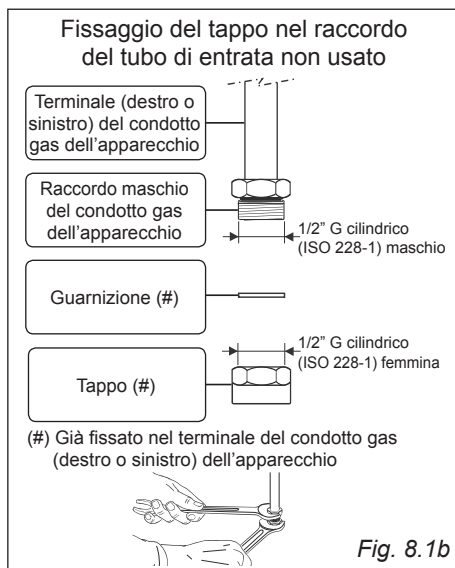 Fissaggio del tappo nel raccordo
del tubo di entrata non usato
Terminale (destro o
sinistro) del condotto
gas dell'apparecchio
Raccordo maschio
del condotto gas
dell'apparecchio
1/2” G cilindrico
(ISO 228-1) maschio
Guarnizione (#)
1/2” G cilindrico
(ISO 228-1) femmina
Tappo (#)
(#) Già fissato nel terminale del condotto gas
(destro o sinistro) dell'apparecchio
Fig. 8.1b